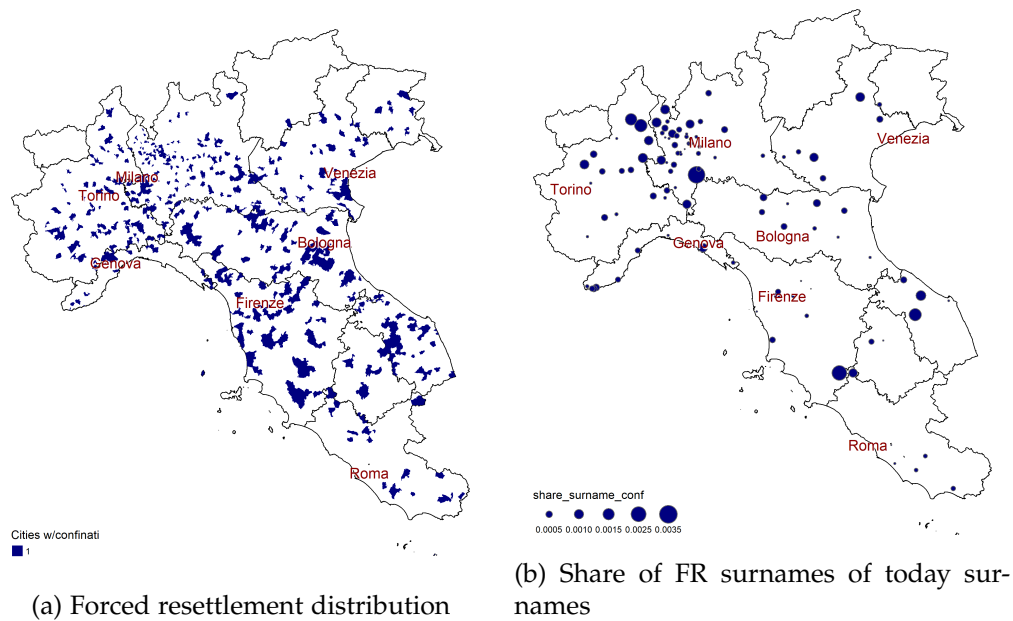 Milano
Torino
Venezia
Bologna
Genova
Firenze
Roma
Cities w/confinati
1
(a) Forced resettlement distribution
Milano
Venezia
Torino
Genova
Bologna
Firenze
Roma
share_surname_conf
0.0005 0.0010 0.0015 0.0025 0.0035
(b) Share of FR surnames of today sur-
names